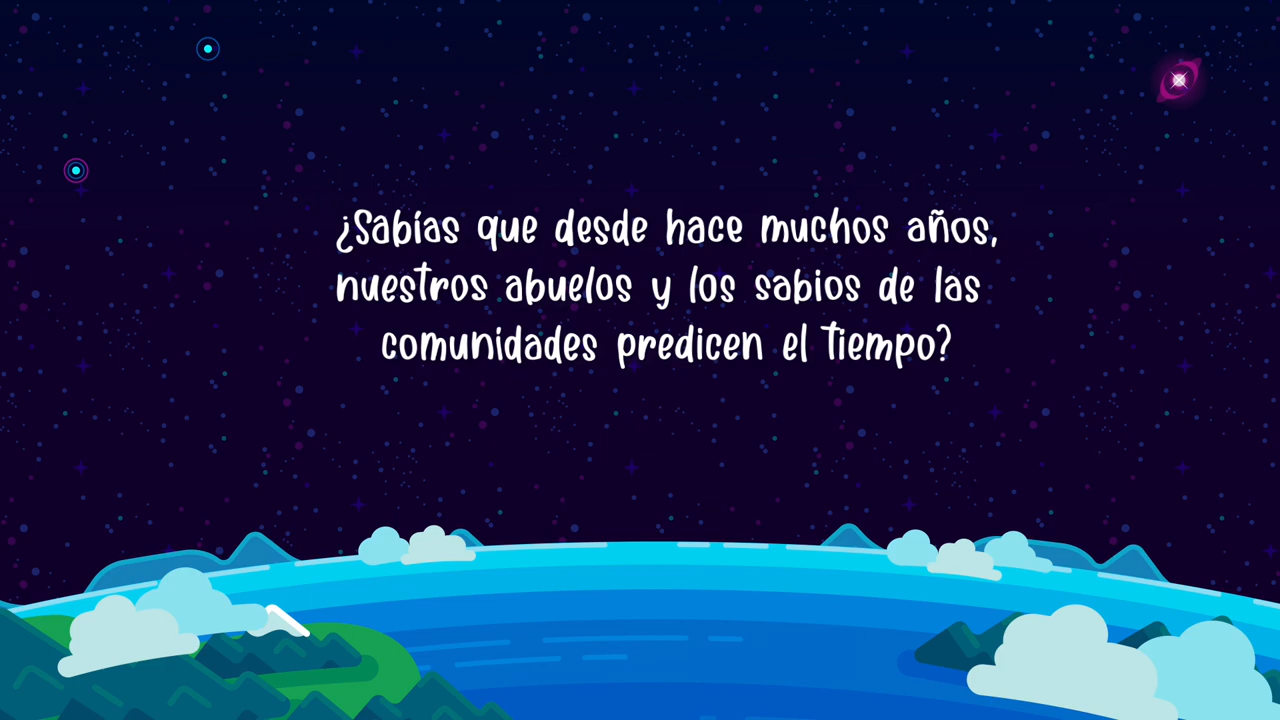 ¿Sabías que desde hace muchos años,
nuestros abuelos y los sabios de las
comunidades predicen el tiempo?